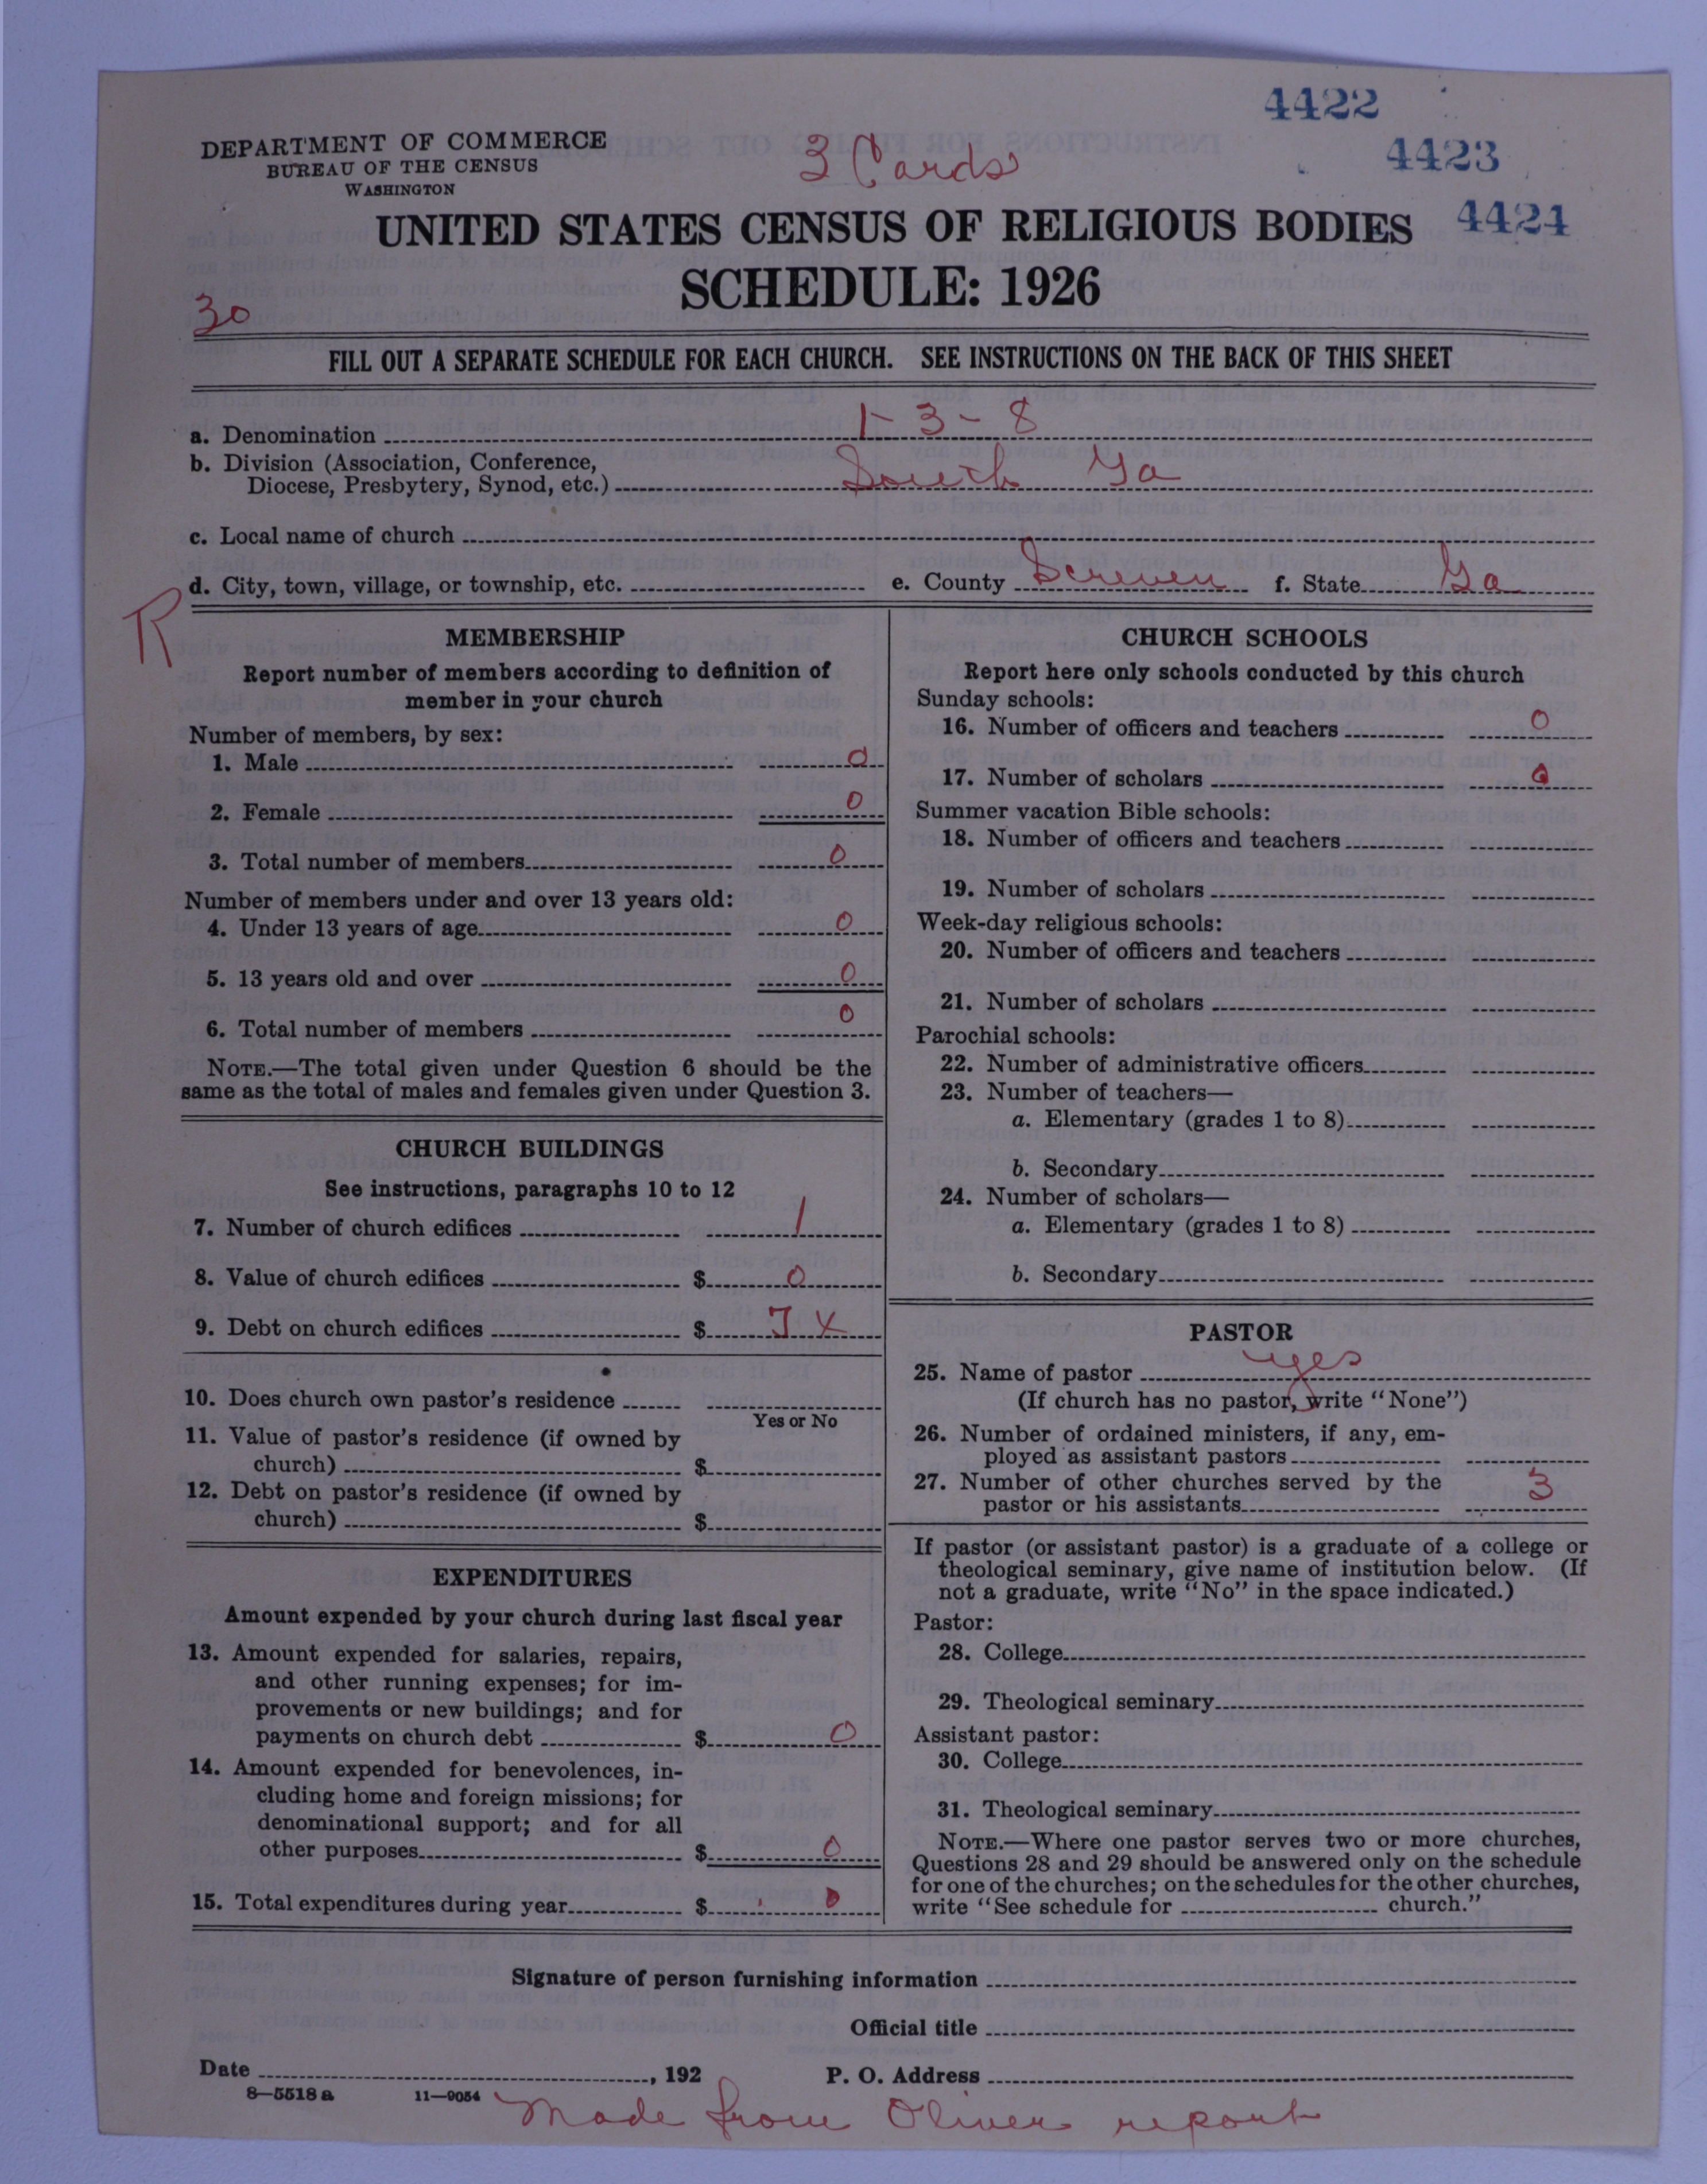 4422
DEPARTMENT OF COMMERCE
BUREAU OF THE CENSUS
WASHINGTON
3 Cards
4423
UNITED STATES CENSUS OF RELIGIOUS BODIES
4424
SCHEDULE: 1926
30
FILL OUT A SEPARATE SCHEDULE FOR EACH CHURCH. SEE INSTRUCTIONS ON THE BACK OF THIS SHEET
a. Denomination 1-3-8
b. Division (Association, Conference,
Diocese, Presbytery, Synod, etc.) South Ga
c. Local name of church
d. City, town, village, or township, etc. e. County Screven f. State Ga
R
MEMBERSHIP
Report number of members according to definition of
member in your church
Number of members, by sex:
1. Male 0
2. Female 0
3. Total number of members 0
Number of members under and over 13 years old:
4. Under 13 years of age 0
5. 13 years old and over 0
6. Total number of members 0
NOTE.—The total given under Question 6 should be the
same as the total of males and females given under Question 3.
CHURCH BUILDINGS
See instructions, paragraphs 10 to 12
7. Number of church edifices 1
8. Value of church edifices $ 0
9. Debt on church edifices $ X
10. Does church own pastor's residence
Yes or No
11. Value of pastor's residence (if owned by
church) $
12. Debt on pastor's residence (if owned by
church) $
EXPENDITURES
Amount expended by your church during last fiscal year
13. Amount expended for salaries, repairs,
and other running expenses; for im-
provements or new buildings; and for
payments on church debt $ 0
14. Amount expended for benevolences, in-
cluding home and foreign missions; for
denominational support; and for all
other purposes $ 0
15. Total expenditures during year $ 0
CHURCH SCHOOLS
Report here only schools conducted by this church
Sunday schools:
16. Number of officers and teachers 0
17. Number of scholars 0
Summer vacation Bible schools:
18. Number of officers and teachers
19. Number of scholars
Week-day religious schools:
20. Number of officers and teachers
21. Number of scholars
Parochial schools:
22. Number of administrative officers
23. Number of teachers—
a. Elementary (grades 1 to 8)
b. Secondary
24. Number of scholars—
a. Elementary (grades 1 to 8)
b. Secondary
PASTOR
25. Name of pastor yes
(If church has no pastor, write "None")
26. Number of ordained ministers, if any, em-
ployed as assistant pastors
27. Number of other churches served by the
pastor or his assistants 3
If pastor (or assistant pastor) is a graduate of a college or
theological seminary, give name of institution below. (If
not a graduate, write "No" in the space indicated.)
Pastor:
28. College
29. Theological seminary
Assistant pastor:
30. College
31. Theological seminary
NOTE.—Where one pastor serves two or more churches,
Questions 28 and 29 should be answered only on the schedule
for one of the churches; on the schedules for the other churches,
write "See schedule for church."
Signature of person furnishing information
Official title
Date , 192 P. O. Address
8—5518 a 11—9054
Made from Oliver report